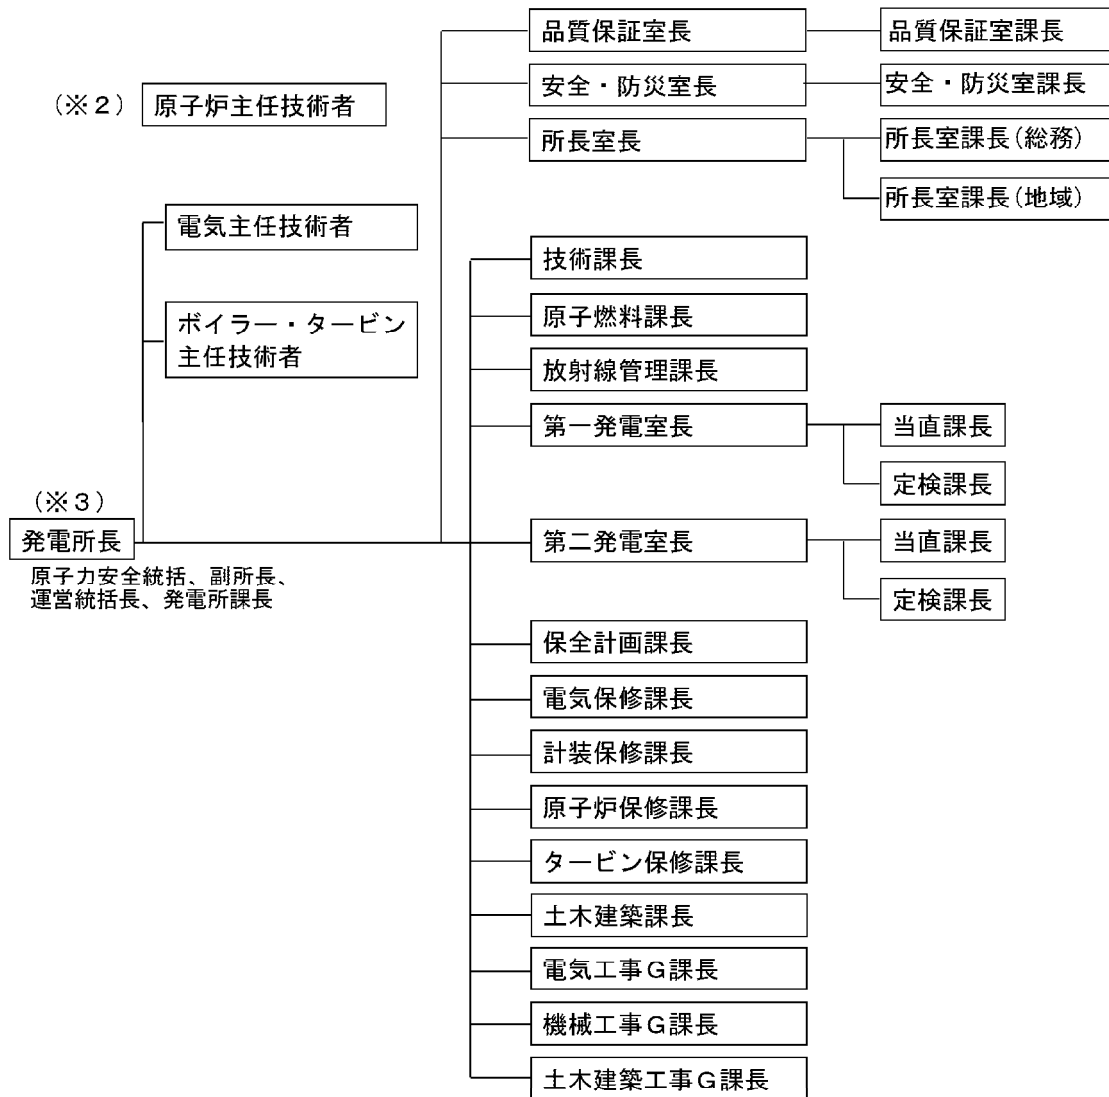 品質保証室長
品質保証室課長
安全・防災室長
安全・防災室課長
(※2)
原子炉主任技術者
所長室長
所長室課長(総務)
所長室課長(地域)
電気主任技術者
技術課長
ボイラー・タービン
主任技術者
原子燃料課長
放射線管理課長
第一発電室長
当直課長
定検課長
(※3)
発電所長
原子力安全統括、副所長、
運営統括長、発電所課長
第二発電室長
当直課長
定検課長
保全計画課長
電気保修課長
計装保修課長
原子炉保修課長
タービン保修課長
土木建築課長
電気工事G課長
機械工事G課長
土木建築工事G課長